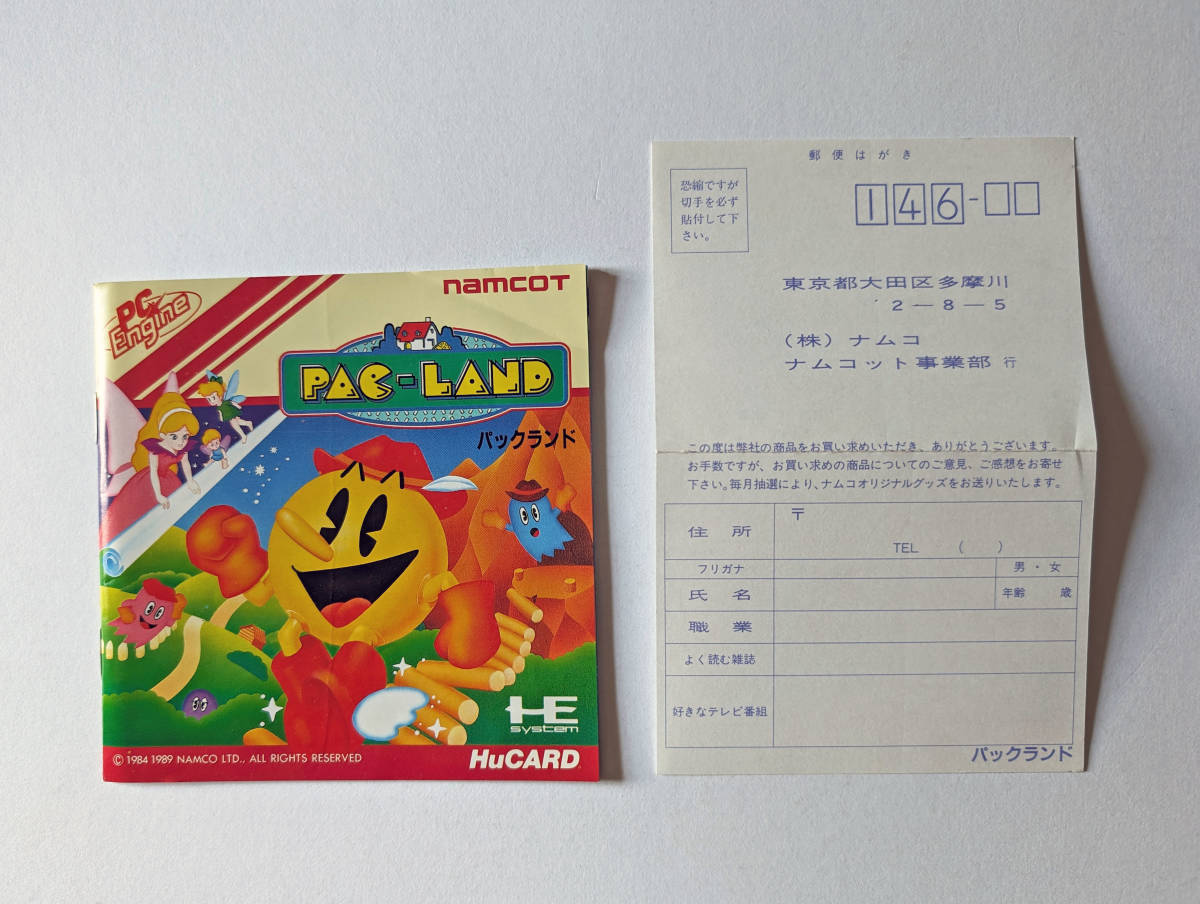 PC
Engine
namcot
PAC-LAND
パックランド
HE
system
© 1984 1989 NAMCO LTD., ALL RIGHTS RESERVED
HuCARD
郵便はがき
恐縮ですが
切手を必ず
貼付して下
さい。
146-
東京都大田区多摩川
2-8-5
(株)ナムコ
ナムコット事業部 行
この度は弊社の商品をお買い求めいただき、ありがとうございます。
お手数ですが、お買い求めの商品についてのご意見、ご感想をお寄せ
下さい。毎月抽選により、ナムコオリジナルグッズをお送りいたします。
住所 〒
TEL ( )
フリガナ 男・女
氏名 年齢 歳
職業
よく読む雑誌
好きなテレビ番組
パックランド